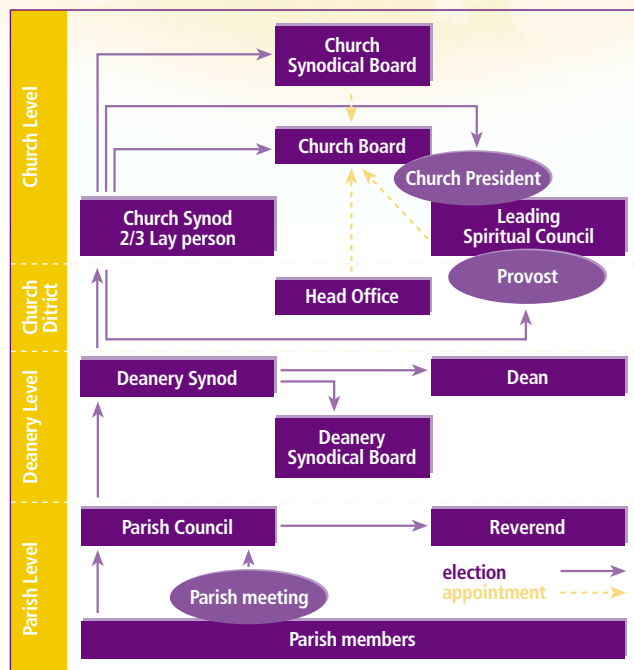 Church Level
Church
Synodical Board
Church Board
Church President
Church Synod
2/3 Lay person
Leading
Spiritual Council
Church
Ditrict
Provost
Head Office
Deanery Level
Deanery Synod
Dean
Deanery
Synodical Board
Parish Level
Parish Council
Reverend
election
appointment
Parish meeting
Parish members